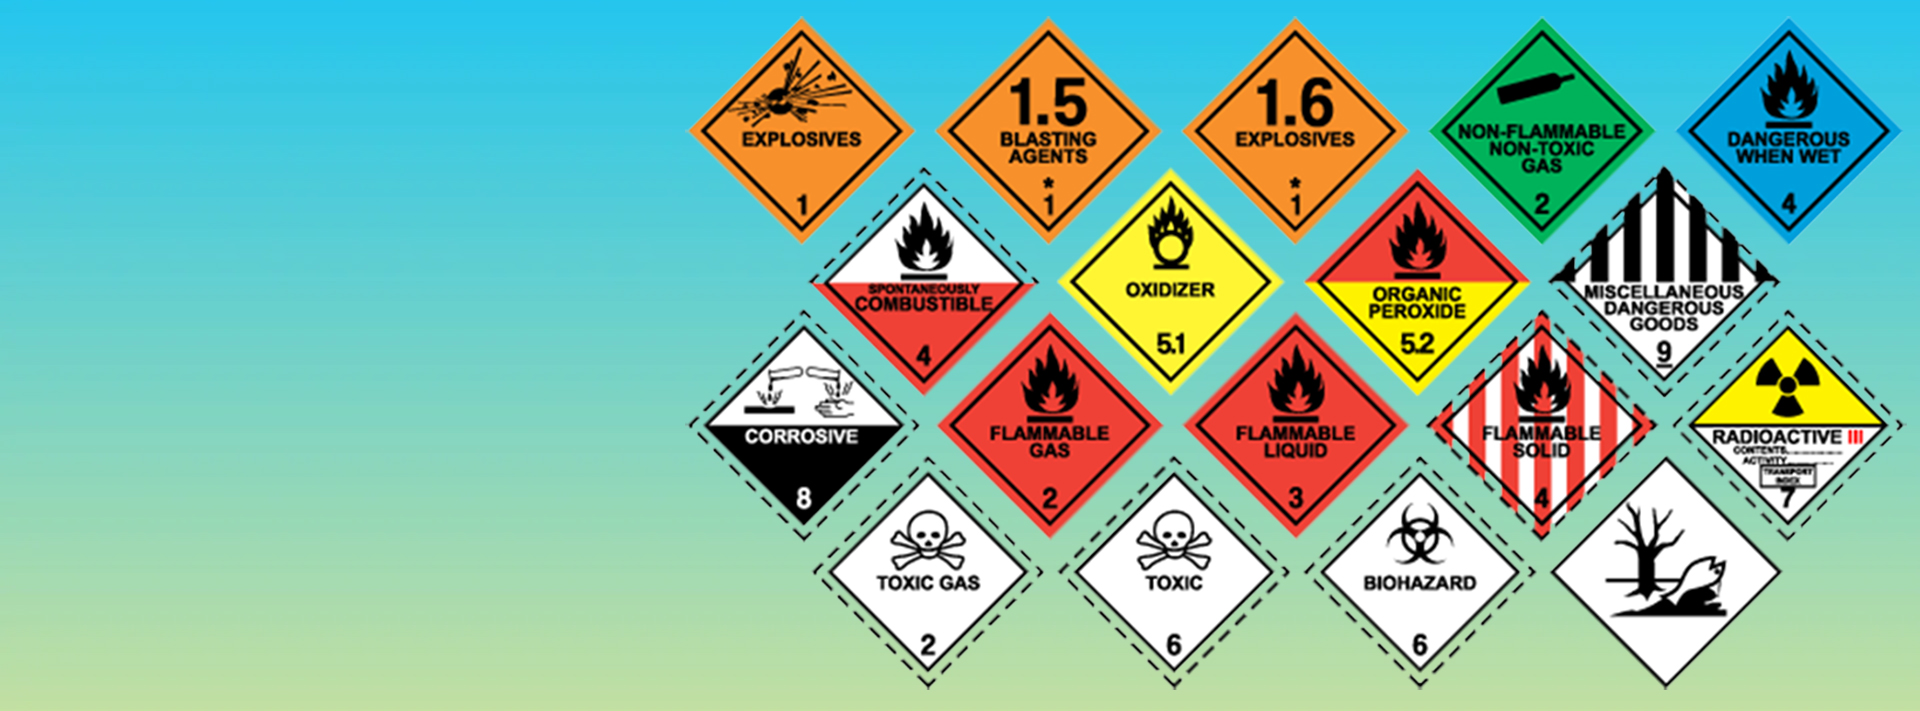 EXPLOSIVES
1
1.5
BLASTING
AGENTS
*
1
1.6
EXPLOSIVES
*
1
NON-FLAMMABLE
NON-TOXIC
GAS
2
DANGEROUS
WHEN WET
4
SPONTANEOUSLY
COMBUSTIBLE
4
OXIDIZER
5.1
ORGANIC
PEROXIDE
5.2
MISCELLANEOUS
DANGEROUS
GOODS
9
CORROSIVE
8
FLAMMABLE
GAS
2
FLAMMABLE
LIQUID
3
FLAMMABLE
SOLID
4
RADIOACTIVE III
CONTENTS
ACTIVITY
TRANSPORT
INDEX
7
TOXIC GAS
2
TOXIC
6
BIOHAZARD
6